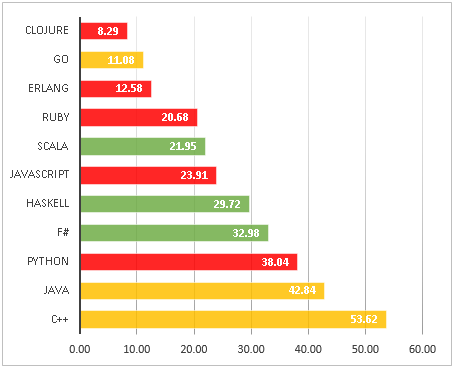 CLOJURE 8.29
GO 11.08
ERLANG 12.58
RUBY 20.68
SCALA 21.95
JAVASCRIPT 23.91
HASKELL 29.72
F# 32.98
PYTHON 38.04
JAVA 42.84
C++ 53.62
0.00 10.00 20.00 30.00 40.00 50.00 60.00